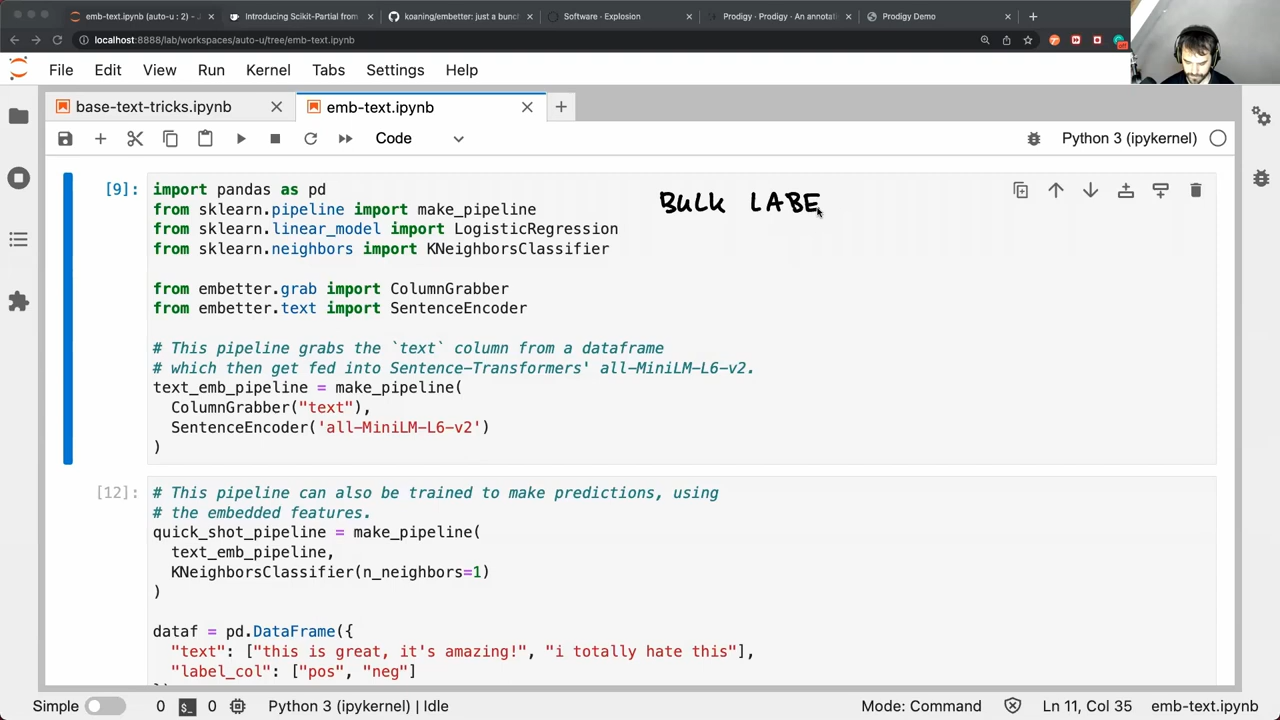 emb-text.ipynb (auto-u : 2) - J
Introducing Scikit-Partial from
koaning/embetter: just a bunch
Software · Explosion
Prodigy · Prodigy · An annotati
Prodigy Demo
localhost:8888/lab/workspaces/auto-u/tree/emb-text.ipynb
File Edit View Run Kernel Tabs Settings Help
base-text-tricks.ipynb
emb-text.ipynb
Code
Python 3 (ipykernel)
[9]:
import pandas as pd
BULK LABE
from sklearn.pipeline import make_pipeline
from sklearn.linear_model import LogisticRegression
from sklearn.neighbors import KNeighborsClassifier
from embetter.grab import ColumnGrabber
from embetter.text import SentenceEncoder
# This pipeline grabs the `text` column from a dataframe
# which then get fed into Sentence-Transformers' all-MiniLM-L6-v2.
text_emb_pipeline = make_pipeline(
ColumnGrabber("text"),
SentenceEncoder('all-MiniLM-L6-v2')
)
[12]:
# This pipeline can also be trained to make predictions, using
# the embedded features.
quick_shot_pipeline = make_pipeline(
text_emb_pipeline,
KNeighborsClassifier(n_neighbors=1)
)
dataf = pd.DataFrame({
"text": ["this is great, it's amazing!", "i totally hate this"],
"label_col": ["pos", "neg"]
Simple 0 0 Python 3 (ipykernel) | Idle Mode: Command Ln 11, Col 35 emb-text.ipynb